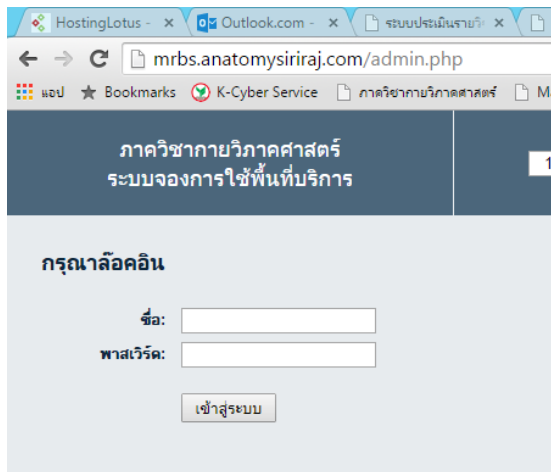 HostingLotus -
Outlook.com -
ระบบประเมินรายวิ
mrbs.anatomysiriraj.com/admin.php
แอป
Bookmarks
K-Cyber Service
ภาควิชากายวิภาคศาสตร์
M
ภาควิชากายวิภาคศาสตร์
ระบบจองการใช้พื้นที่บริการ
1
กรุณาล๊อคอิน
ชื่อ:
พาสเวิร์ด:
เข้าสู่ระบบ